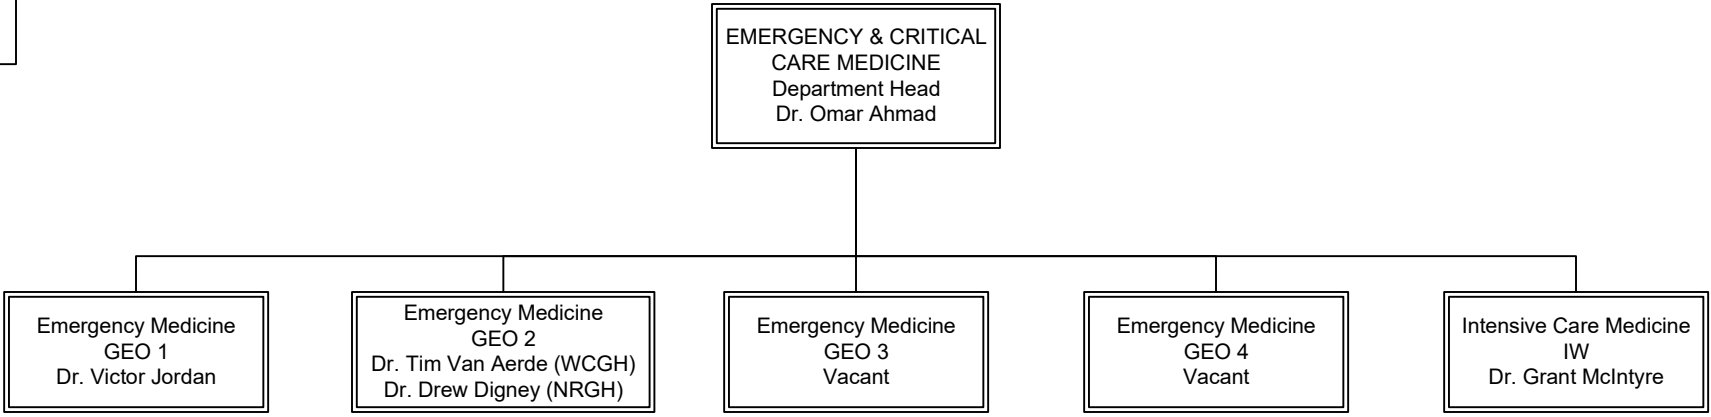 EMERGENCY & CRITICAL
CARE MEDICINE
Department Head
Dr. Omar Ahmad
Emergency Medicine
GEO 1
Dr. Victor Jordan
Emergency Medicine
GEO 2
Dr. Tim Van Aerde (WCGH)
Dr. Drew Digney (NRGH)
Emergency Medicine
GEO 3
Vacant
Emergency Medicine
GEO 4
Vacant
Intensive Care Medicine
IW
Dr. Grant McIntyre